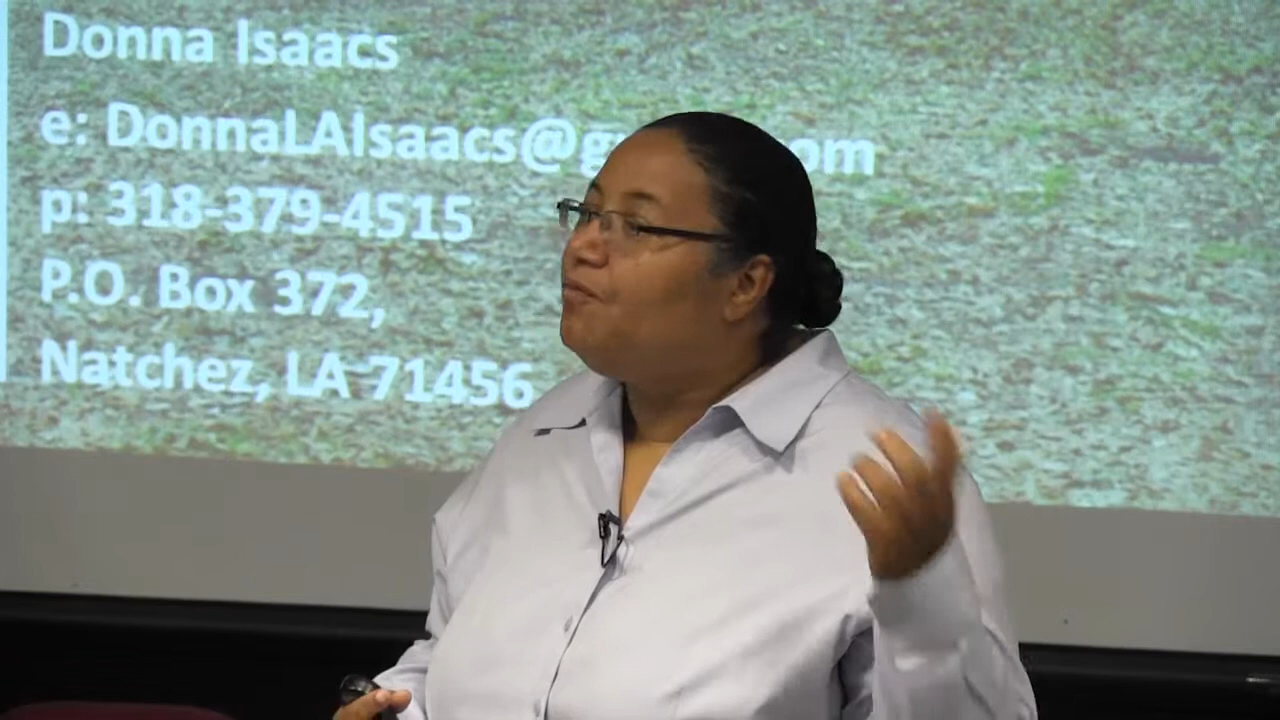 Donna Isaacs
e: DonnaLAIsaacs@g om
p: 318-379-4515
P.O. Box 372,
Natchez, LA 71456